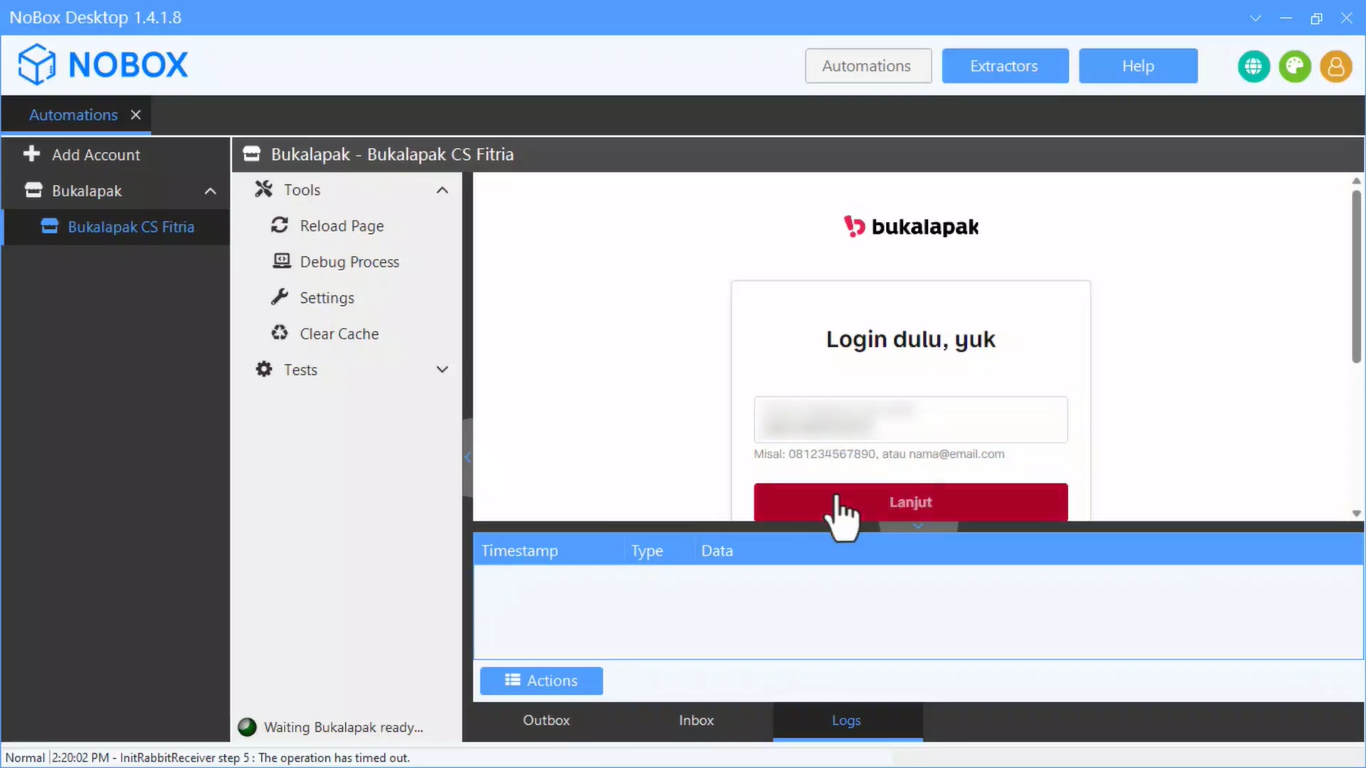 NoBox Desktop 1.4.1.8
NOBOX
Automations
Extractors
Help
Automations
Add Account
Bukalapak
Bukalapak CS Fitria
Bukalapak - Bukalapak CS Fitria
Tools
Reload Page
Debug Process
Settings
Clear Cache
Tests
Waiting Bukalapak ready...
bukalapak
Login dulu, yuk
Misal: 081234567890, atau nama@email.com
Lanjut
Timestamp Type Data
Actions
Outbox Inbox Logs
Normal 2:20:02 PM - InitRabbitReceiver step 5 : The operation has timed out.